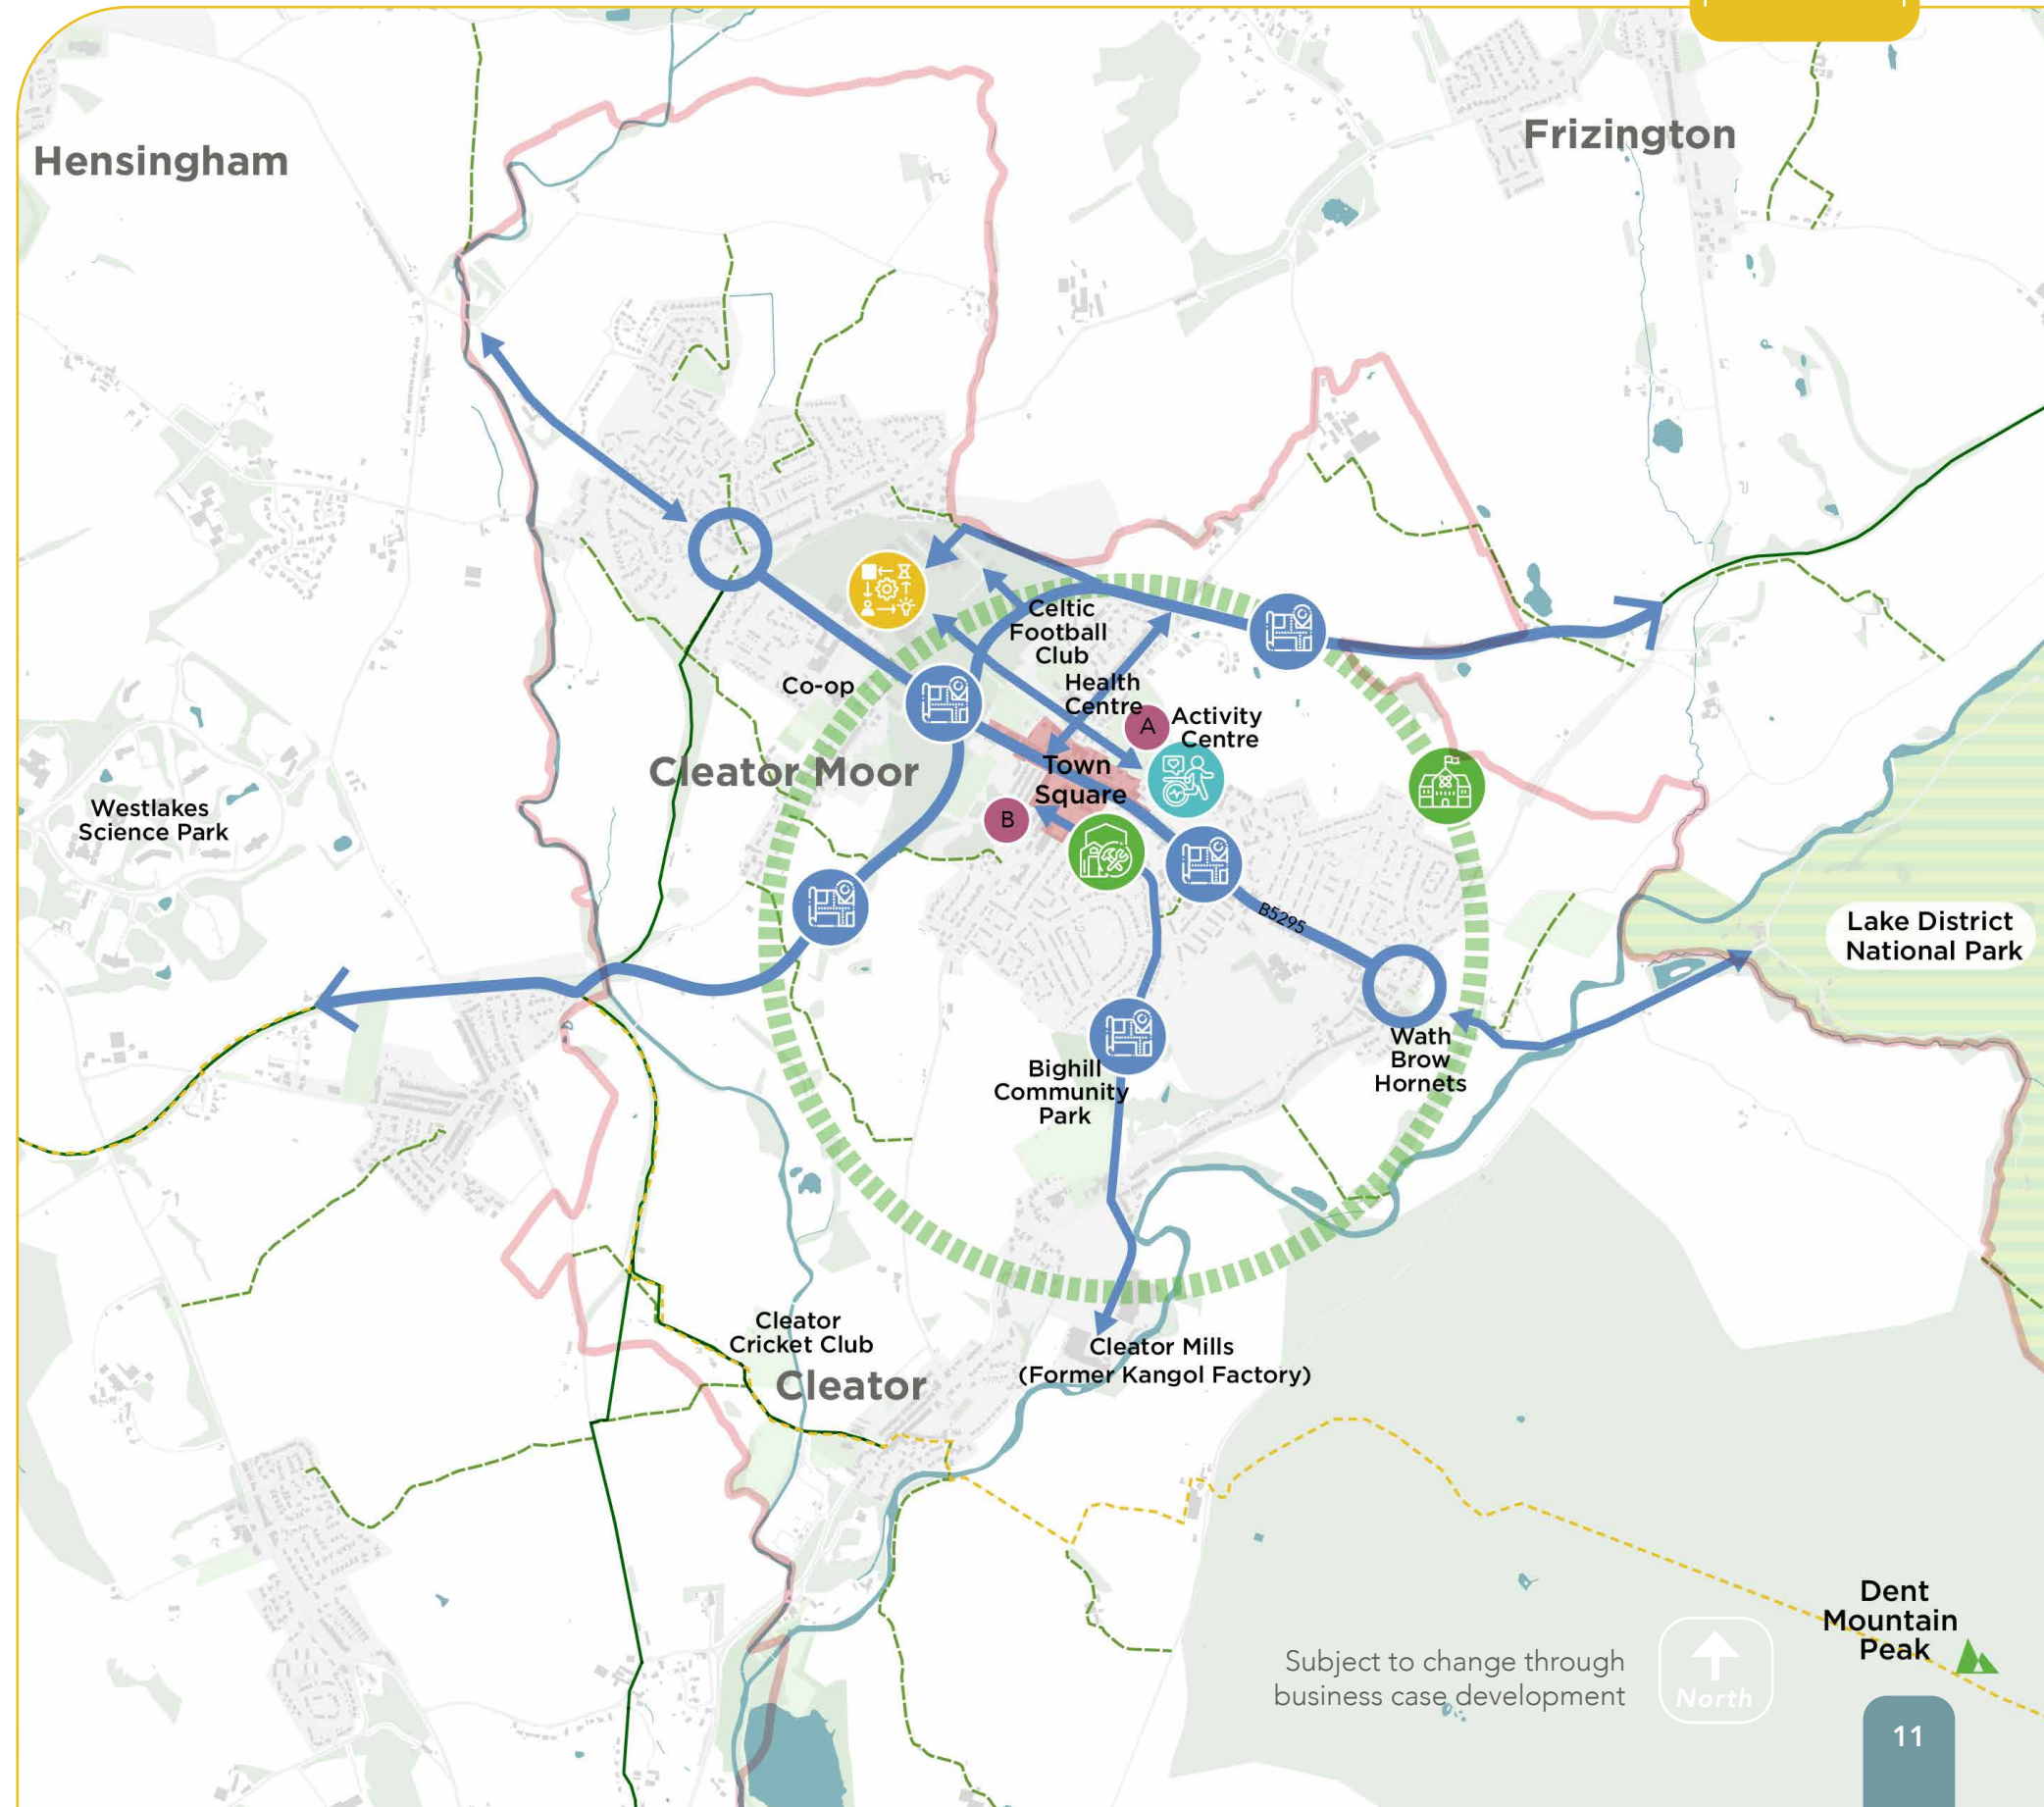 Hensingham
Frizington
Celtic
Football
Club
Co-op
Health
Centre
A
Activity
Centre
Cleator Moor
Town
Square
B
Westlakes
Science Park
B5295
Lake District
National Park
Wath
Brow
Hornets
Bighill
Community
Park
Cleator
Cricket Club
Cleator
Cleator Mills
(Former Kangol Factory)
Dent
Mountain
Peak
Subject to change through
business case development
North
11